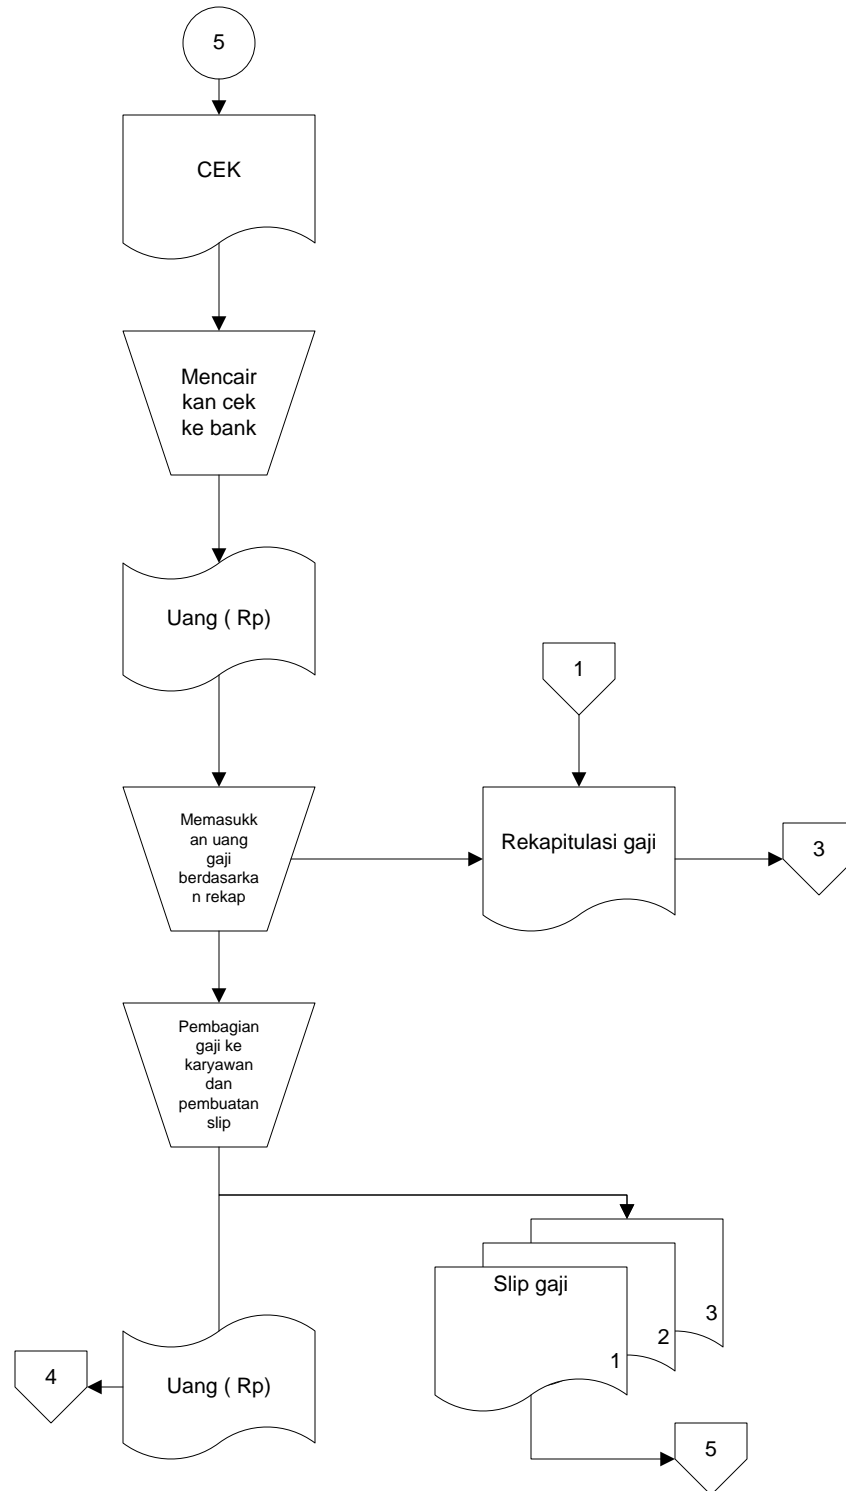 5
CEK
Mencair
kan cek
ke bank
Uang ( Rp)
1
Memasukk
an uang
gaji
berdasarka
n rekap
Rekapitulasi gaji
3
Pembagian
gaji ke
karyawan
dan
pembuatan
slip
Slip gaji
1
2
3
4
Uang ( Rp)
5